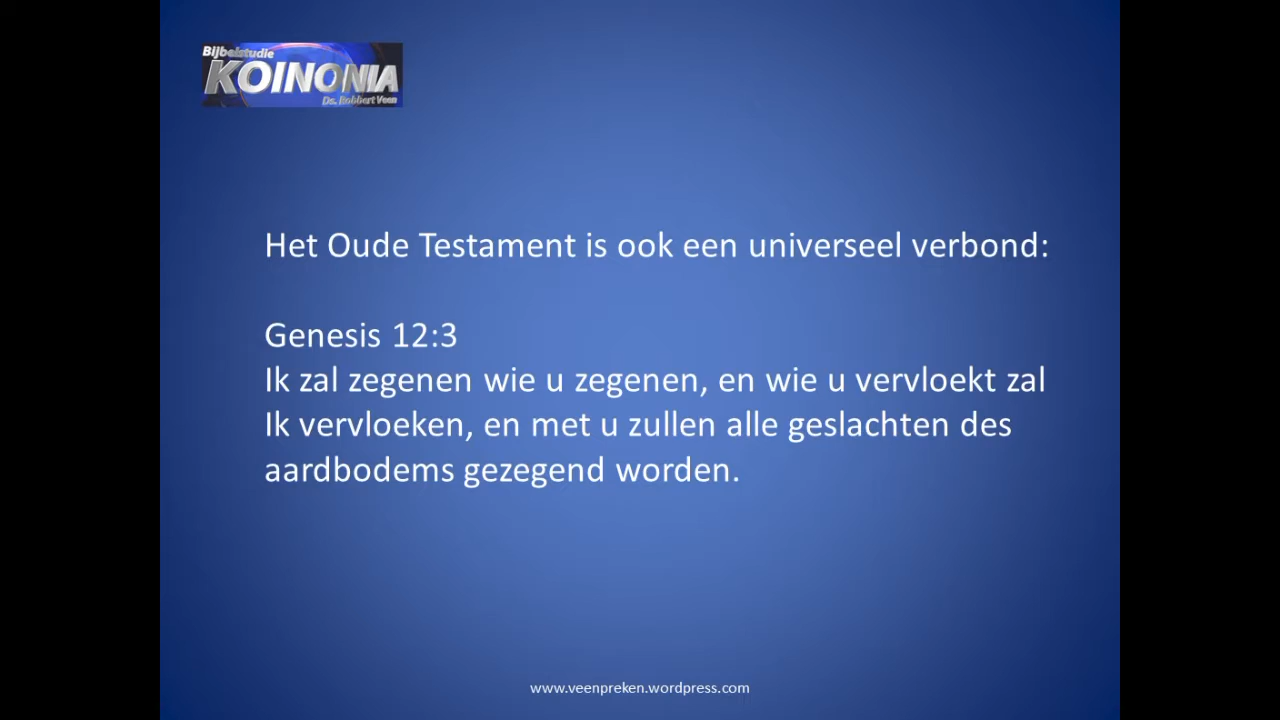 Bijbelstudie
KOINONIA
Ds. Robbert Veen
Het Oude Testament is ook een universeel verbond:
Genesis 12:3
Ik zal zegenen wie u zegenen, en wie u vervloekt zal
Ik vervloeken, en met u zullen alle geslachten des
aardbodems gezegend worden.
www.veenpreken.wordpress.com